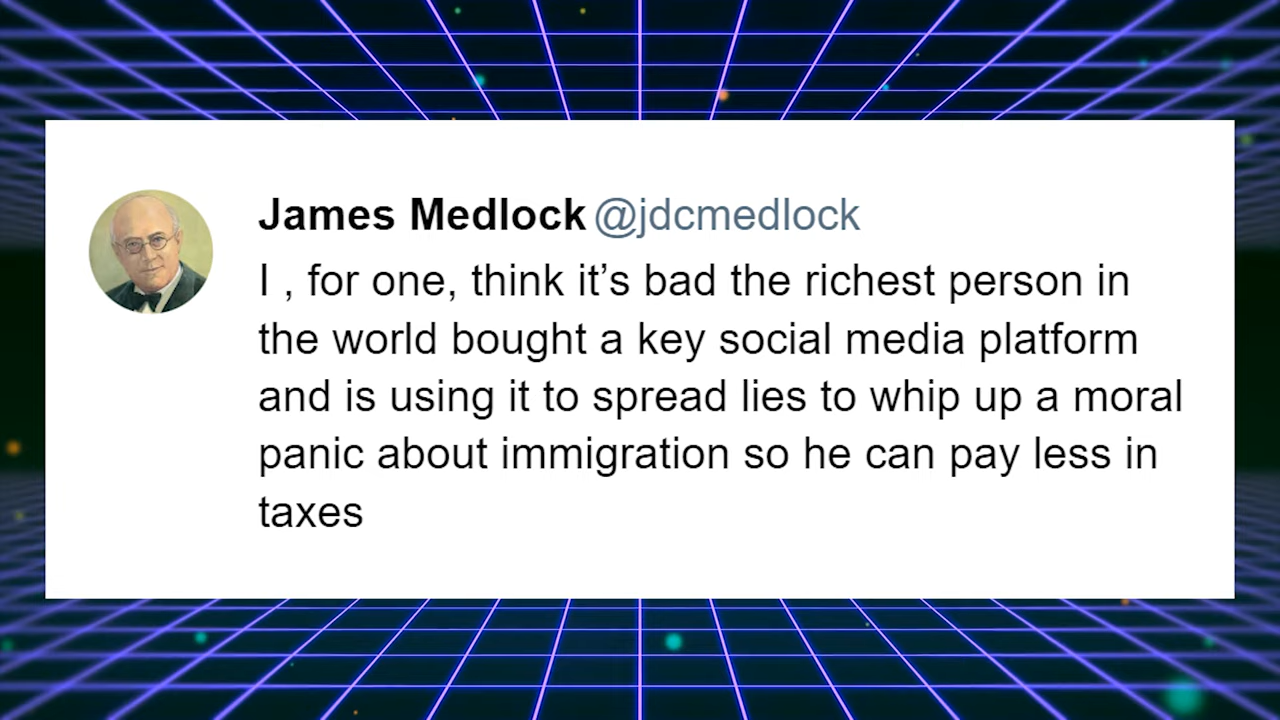 James Medlock @jdcmedlock
I , for one, think it’s bad the richest person in
the world bought a key social media platform
and is using it to spread lies to whip up a moral
panic about immigration so he can pay less in
taxes